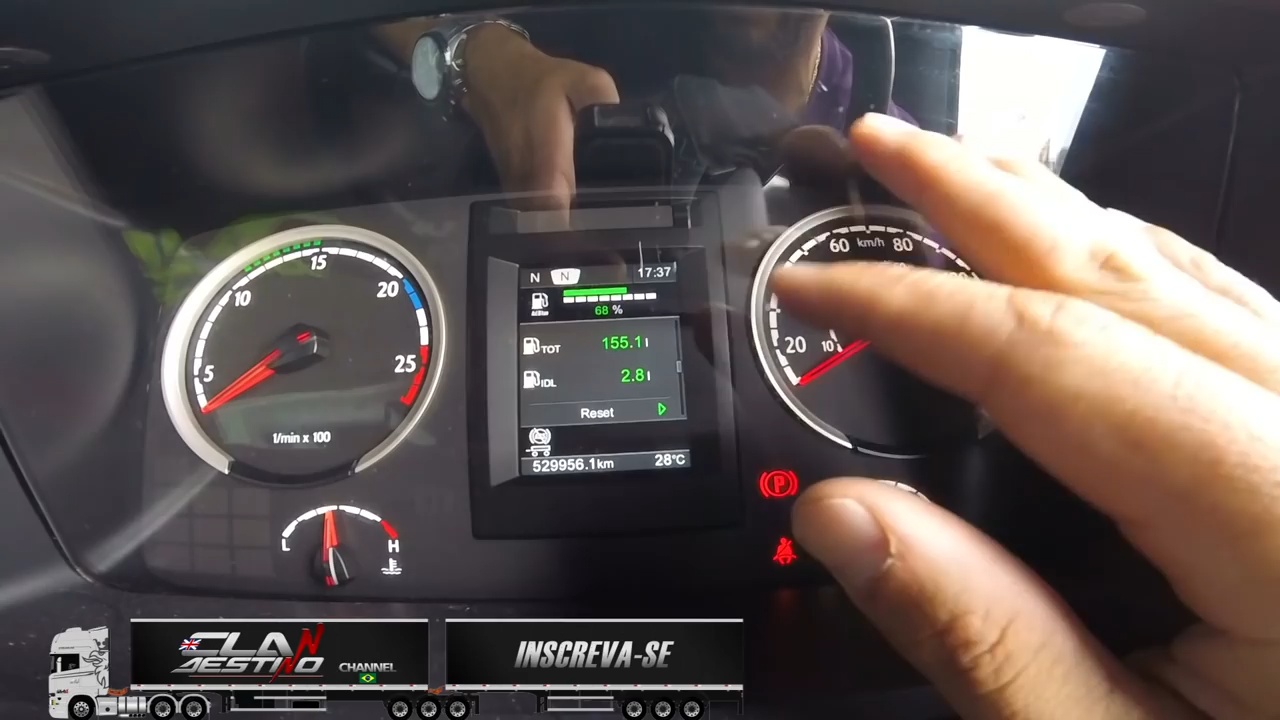 5
10
15
20
25
l/min x 100
L
H
N
N
17:37
AdBlue
68 %
TOT
155.1 l
IDL
2.8 l
Reset
529956.1km
28°C
20
60
km/h
80
10
P
CLAN
DESTINO
CHANNEL
INSCREVA-SE